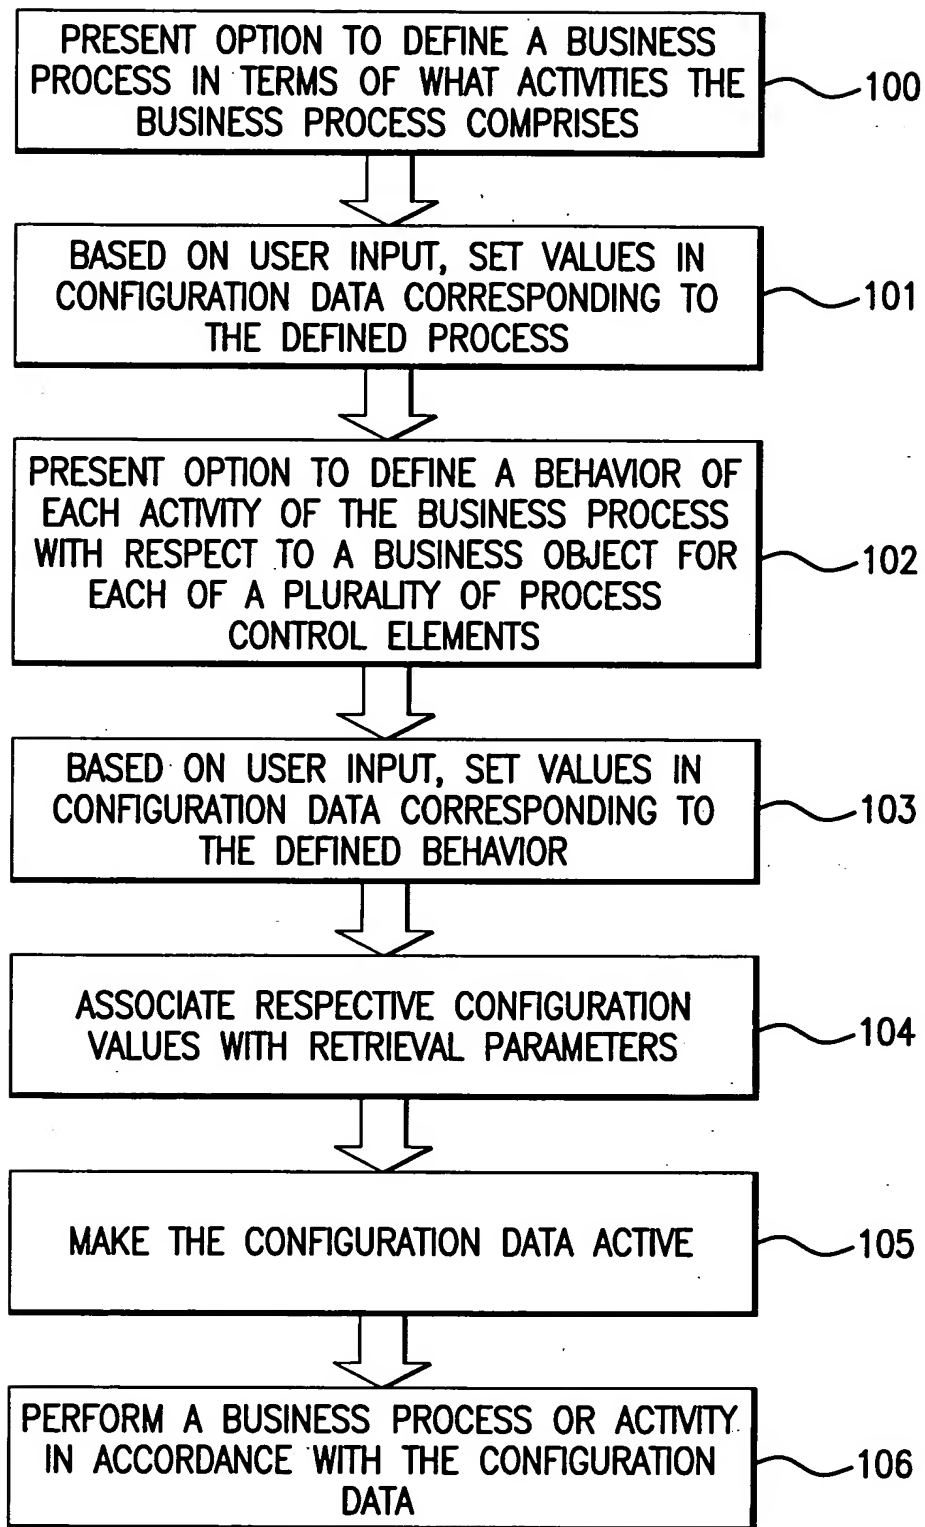 PRESENT OPTION TO DEFINE A BUSINESS
PROCESS IN TERMS OF WHAT ACTIVITIES THE
BUSINESS PROCESS COMPRISES
100
BASED ON USER INPUT, SET VALUES IN
CONFIGURATION DATA CORRESPONDING TO
THE DEFINED PROCESS
101
PRESENT OPTION TO DEFINE A BEHAVIOR OF
EACH ACTIVITY OF THE BUSINESS PROCESS
WITH RESPECT TO A BUSINESS OBJECT FOR
EACH OF A PLURALITY OF PROCESS
CONTROL ELEMENTS
102
BASED ON USER INPUT, SET VALUES IN
CONFIGURATION DATA CORRESPONDING TO
THE DEFINED BEHAVIOR
103
ASSOCIATE RESPECTIVE CONFIGURATION
VALUES WITH RETRIEVAL PARAMETERS
104
MAKE THE CONFIGURATION DATA ACTIVE
105
PERFORM A BUSINESS PROCESS OR ACTIVITY
IN ACCORDANCE WITH THE CONFIGURATION
DATA
106